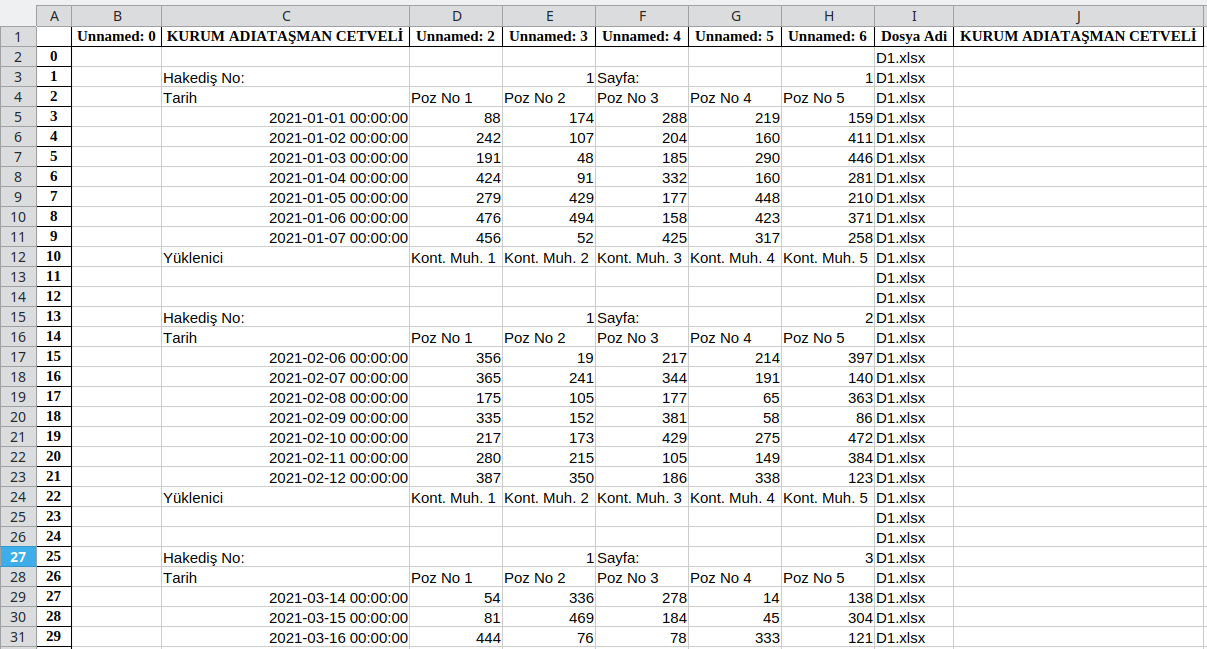 A B C D E F G H I J
1 Unnamed: 0 KURUM ADIATAŞMAN CETVELİ Unnamed: 2 Unnamed: 3 Unnamed: 4 Unnamed: 5 Unnamed: 6 Dosya Adi KURUM ADIATAŞMAN CETVELİ
2 0 D1.xlsx
3 1 Hakediş No: 1 Sayfa: 1 D1.xlsx
4 2 Tarih Poz No 1 Poz No 2 Poz No 3 Poz No 4 Poz No 5 D1.xlsx
5 3 2021-01-01 00:00:00 88 174 288 219 159 D1.xlsx
6 4 2021-01-02 00:00:00 242 107 204 160 411 D1.xlsx
7 5 2021-01-03 00:00:00 191 48 185 290 446 D1.xlsx
8 6 2021-01-04 00:00:00 424 91 332 160 281 D1.xlsx
9 7 2021-01-05 00:00:00 279 429 177 448 210 D1.xlsx
10 8 2021-01-06 00:00:00 476 494 158 423 371 D1.xlsx
11 9 2021-01-07 00:00:00 456 52 425 317 258 D1.xlsx
12 10 Yüklenici Kont. Muh. 1 Kont. Muh. 2 Kont. Muh. 3 Kont. Muh. 4 Kont. Muh. 5 D1.xlsx
13 11 D1.xlsx
14 12 D1.xlsx
15 13 Hakediş No: 1 Sayfa: 2 D1.xlsx
16 14 Tarih Poz No 1 Poz No 2 Poz No 3 Poz No 4 Poz No 5 D1.xlsx
17 15 2021-02-06 00:00:00 356 19 217 214 397 D1.xlsx
18 16 2021-02-07 00:00:00 365 241 344 191 140 D1.xlsx
19 17 2021-02-08 00:00:00 175 105 177 65 363 D1.xlsx
20 18 2021-02-09 00:00:00 335 152 381 58 86 D1.xlsx
21 19 2021-02-10 00:00:00 217 173 429 275 472 D1.xlsx
22 20 2021-02-11 00:00:00 280 215 105 149 384 D1.xlsx
23 21 2021-02-12 00:00:00 387 350 186 338 123 D1.xlsx
24 22 Yüklenici Kont. Muh. 1 Kont. Muh. 2 Kont. Muh. 3 Kont. Muh. 4 Kont. Muh. 5 D1.xlsx
25 23 D1.xlsx
26 24 D1.xlsx
27 25 Hakediş No: 1 Sayfa: 3 D1.xlsx
28 26 Tarih Poz No 1 Poz No 2 Poz No 3 Poz No 4 Poz No 5 D1.xlsx
29 27 2021-03-14 00:00:00 54 336 278 14 138 D1.xlsx
30 28 2021-03-15 00:00:00 81 469 184 45 304 D1.xlsx
31 29 2021-03-16 00:00:00 444 76 78 333 121 D1.xlsx